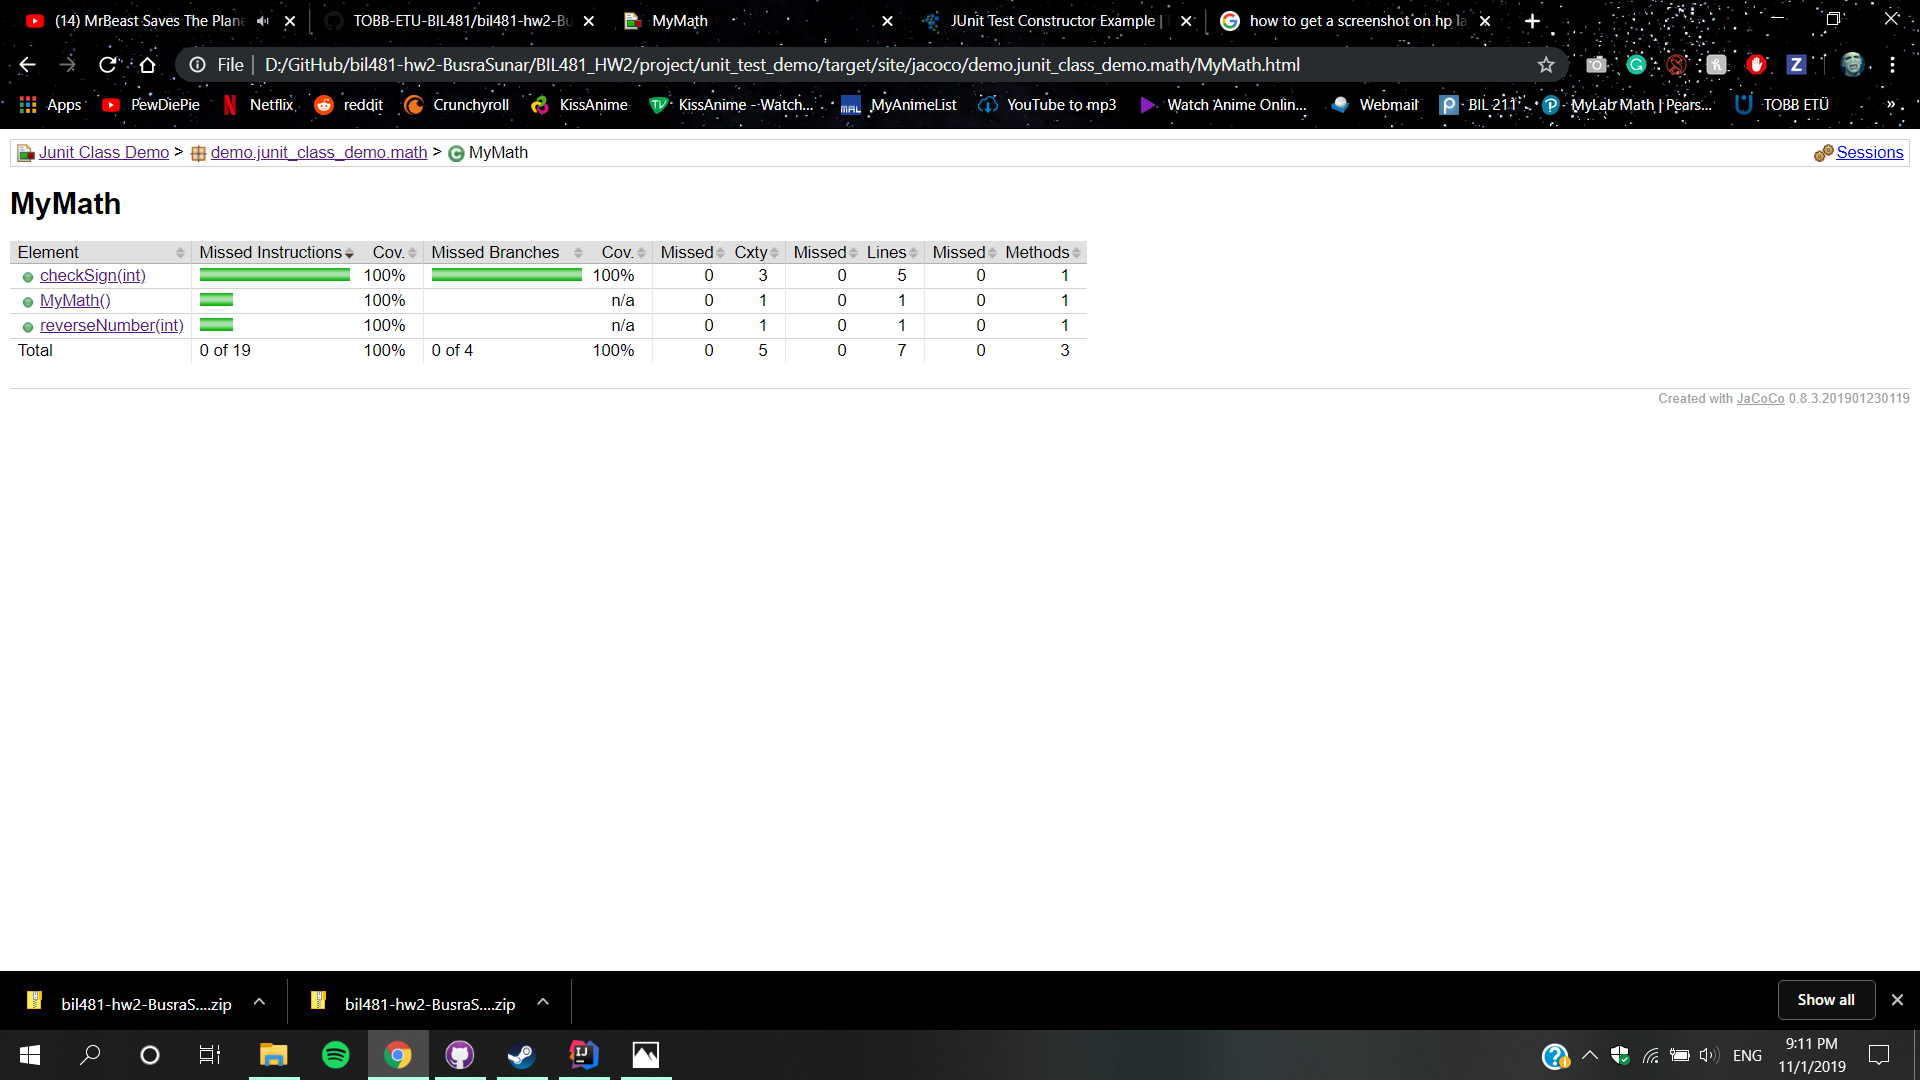 (14) MrBeast Saves The Plane
TOBB-ETU-BIL481/bil481-hw2-Bu
MyMath
JUnit Test Constructor Example |
how to get a screenshot on hp la
File | D:/GitHub/bil481-hw2-BusraSunar/BIL481_HW2/project/unit_test_demo/target/site/jacoco/demo.junit_class_demo.math/MyMath.html
Apps PewDiePie Netflix reddit Crunchyroll KissAnime KissAnime - Watch... MyAnimeList YouTube to mp3 Watch Anime Onlin... Webmail BIL 211 MyLab Math | Pears... TOBB ETÜ »
Junit Class Demo > demo.junit_class_demo.math > MyMath
Sessions
MyMath
Element Missed Instructions Cov. Missed Branches Cov. Missed Cxty Missed Lines Missed Methods
checkSign(int) 100% 100% 0 3 0 5 0 1
MyMath() 100% n/a 0 1 0 1 0 1
reverseNumber(int) 100% n/a 0 1 0 1 0 1
Total 0 of 19 100% 0 of 4 100% 0 5 0 7 0 3
Created with JaCoCo 0.8.3.201901230119
bil481-hw2-BusraS....zip
bil481-hw2-BusraS....zip
Show all
ENG
9:11 PM
11/1/2019